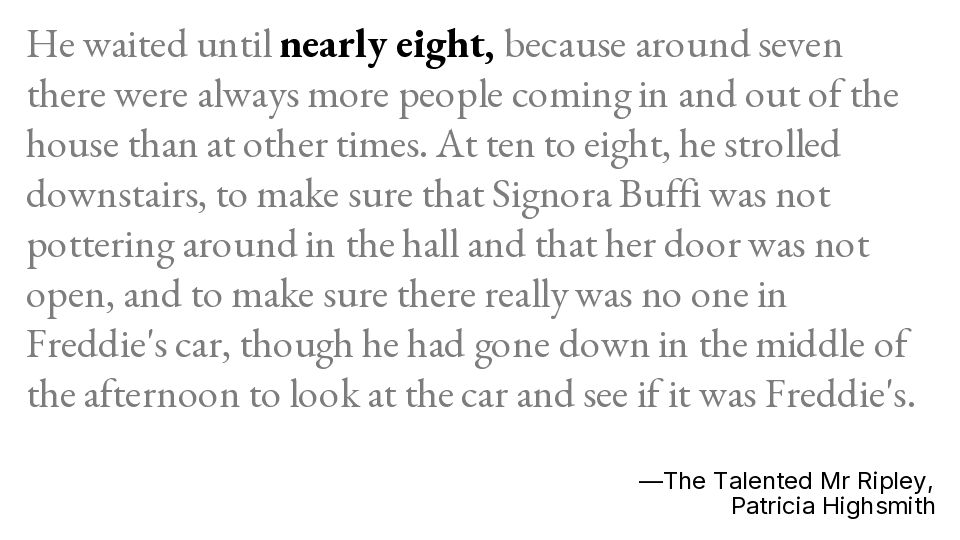 He waited until nearly eight, because around seven
there were always more people coming in and out of the
house than at other times. At ten to eight, he strolled
downstairs, to make sure that Signora Buffi was not
pottering around in the hall and that her door was not
open, and to make sure there really was no one in
Freddie's car, though he had gone down in the middle of
the afternoon to look at the car and see if it was Freddie's.
—The Talented Mr Ripley,
Patricia Highsmith